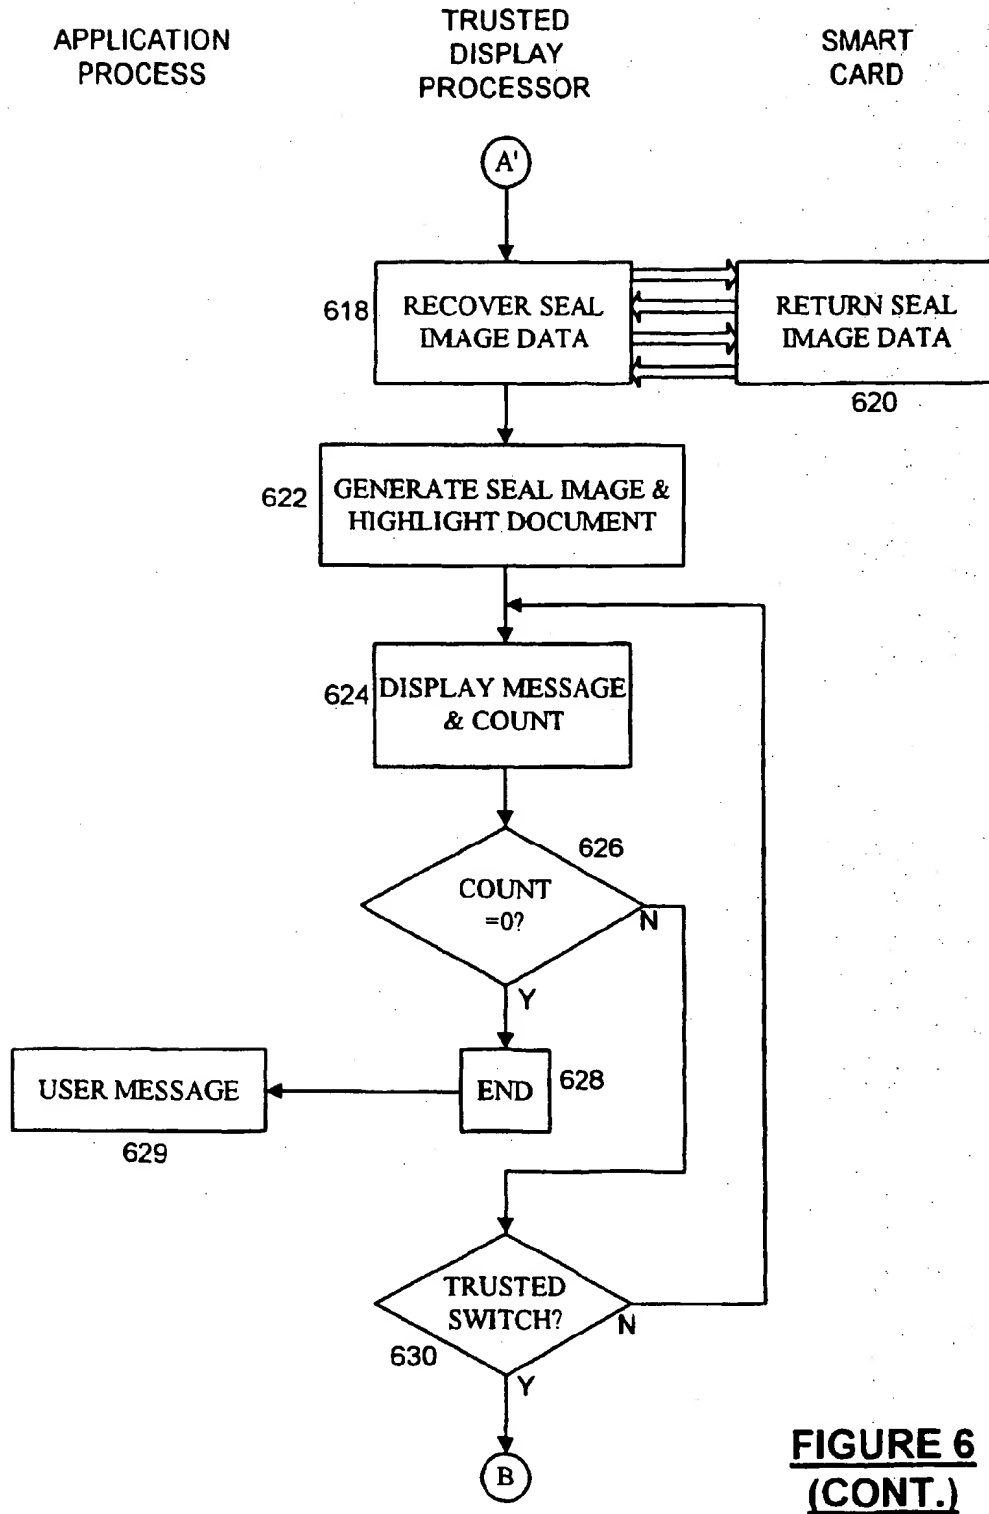 APPLICATION
PROCESS
TRUSTED
DISPLAY
PROCESSOR
SMART
CARD
A'
618
RECOVER SEAL
IMAGE DATA
RETURN SEAL
IMAGE DATA
620
622
GENERATE SEAL IMAGE &
HIGHLIGHT DOCUMENT
624
DISPLAY MESSAGE
& COUNT
626
COUNT
=0?
N
Y
USER MESSAGE
629
END
628
TRUSTED
SWITCH?
N
630
Y
B
FIGURE 6
(CONT.)